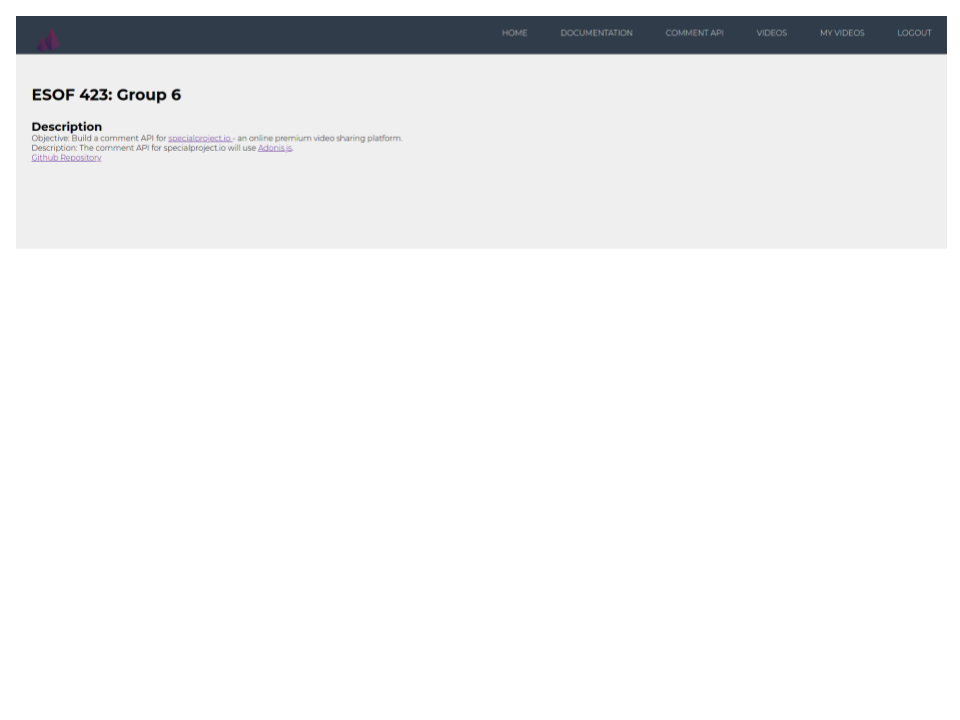 HOME DOCUMENTATION COMMENT API VIDEOS MY VIDEOS LOGOUT
ESOF 423: Group 6
Description
Objective: Build a comment API for specialproject.io - an online premium video sharing platform.
Description: The comment API for specialproject.io will use Adonis.js.
Github Repository